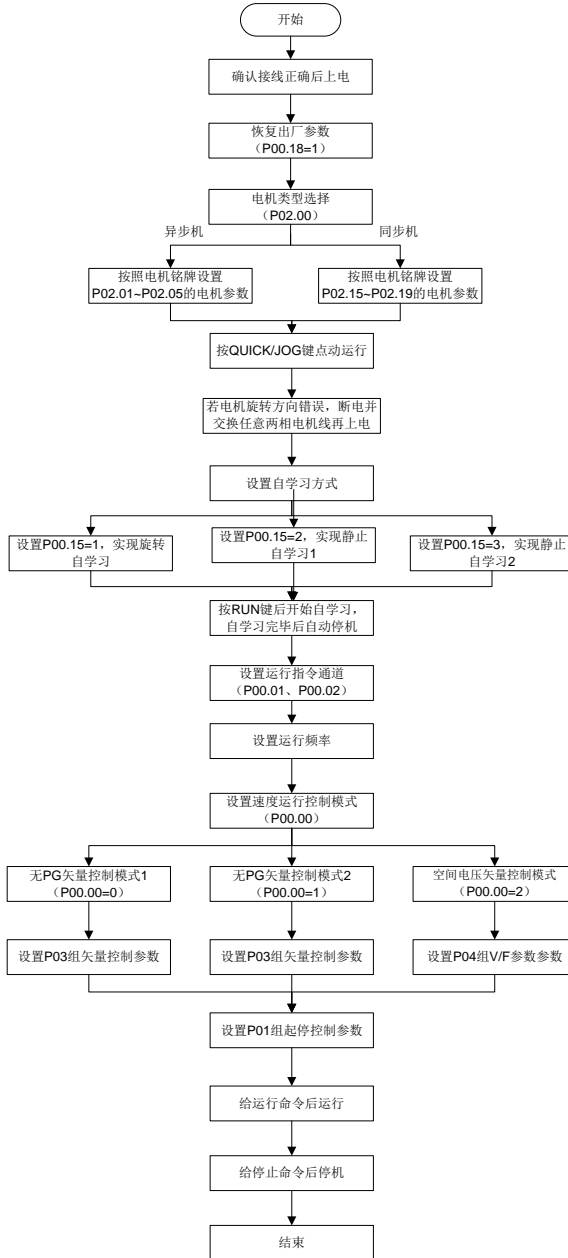 开始
确认接线正确后上电
恢复出厂参数
（P00.18=1）
电机类型选择
（P02.00）
异步机
同步机
按照电机铭牌设置
P02.01~P02.05的电机参数
按照电机铭牌设置
P02.15~P02.19的电机参数
按QUICK/JOG键点动运行
若电机旋转方向错误，断电并
交换任意两相电机线再上电
设置自学习方式
设置P00.15=1，实现旋转
自学习
设置P00.15=2，实现静止
自学习1
设置P00.15=3，实现静止
自学习2
按RUN键后开始自学习，
自学习完毕后自动停机
设置运行指令通道
（P00.01、P00.02）
设置运行频率
设置速度运行控制模式
（P00.00）
无PG矢量控制模式1
（P00.00=0）
无PG矢量控制模式2
（P00.00=1）
空间电压矢量控制模式
（P00.00=2）
设置P03组矢量控制参数
设置P03组矢量控制参数
设置P04组V/F参数参数
设置P01组起停控制参数
给运行命令后运行
给停止命令后停机
结束